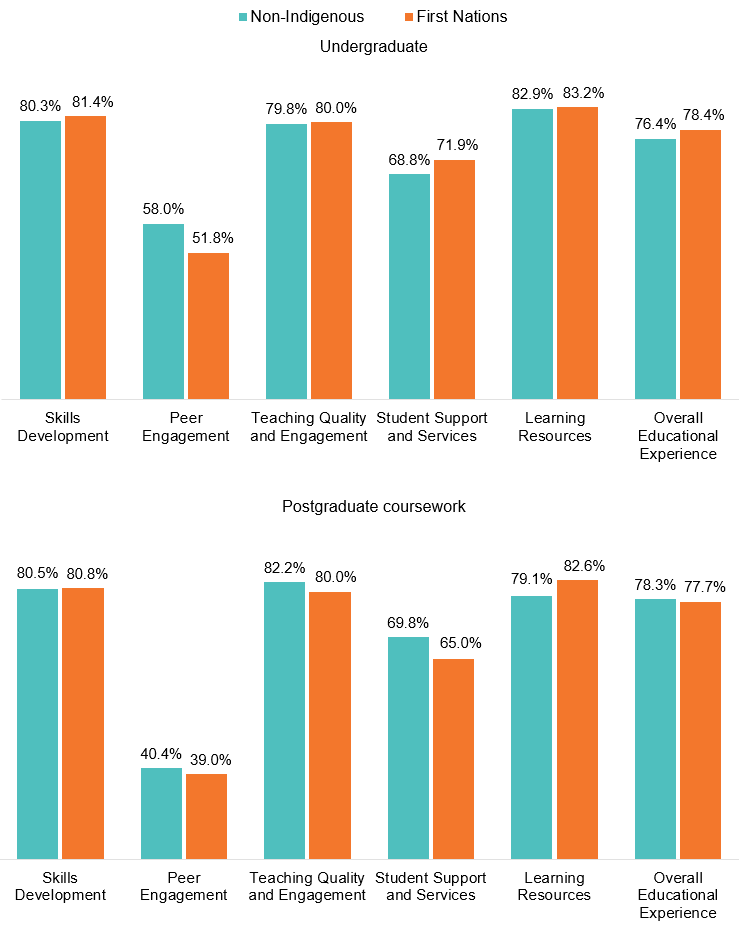 Non-Indigenous First Nations
Undergraduate
80.3% 81.4% 58.0% 51.8% 79.8% 80.0% 68.8% 71.9% 82.9% 83.2% 76.4% 78.4%
Skills Peer Teaching Quality Student Support Learning Overall
Development Engagement and Engagement and Services Resources Educational
Experience
Postgraduate coursework
80.5% 80.8% 40.4% 39.0% 82.2% 80.0% 69.8% 65.0% 79.1% 82.6% 78.3% 77.7%
Skills Peer Teaching Quality Student Support Learning Overall
Development Engagement and Engagement and Services Resources Educational
Experience